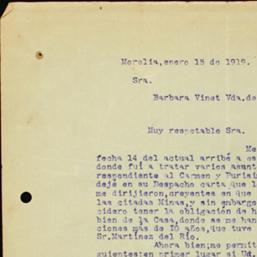 Morelia,enero 15 de 1919.
Sra.
Barbara Vinet Vda.de
Muy respetable Sra.
Me
fecha 14 del actual arribé a es
donde fuí a tratar varios asunt
respondiente al Carmen y Purísim
dejé en su Despacho carta que l
me dirijieron,creyentes en que
las citadas Minas,y sin embargo
cidero tener la obligación de h
bien de la Casa,donde se me han
ciones más de 10 años,que tuve
Sr.Martínez del Río.
Ahora bien;me permit
guientes:en primer lugar si Ud.